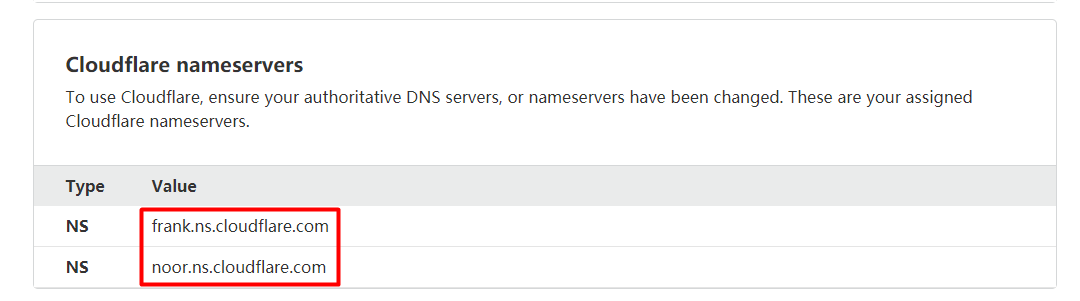 Cloudflare nameservers
To use Cloudflare, ensure your authoritative DNS servers, or nameservers have been changed. These are your assigned
Cloudflare nameservers.
Type Value
NS frank.ns.cloudflare.com
NS noor.ns.cloudflare.com